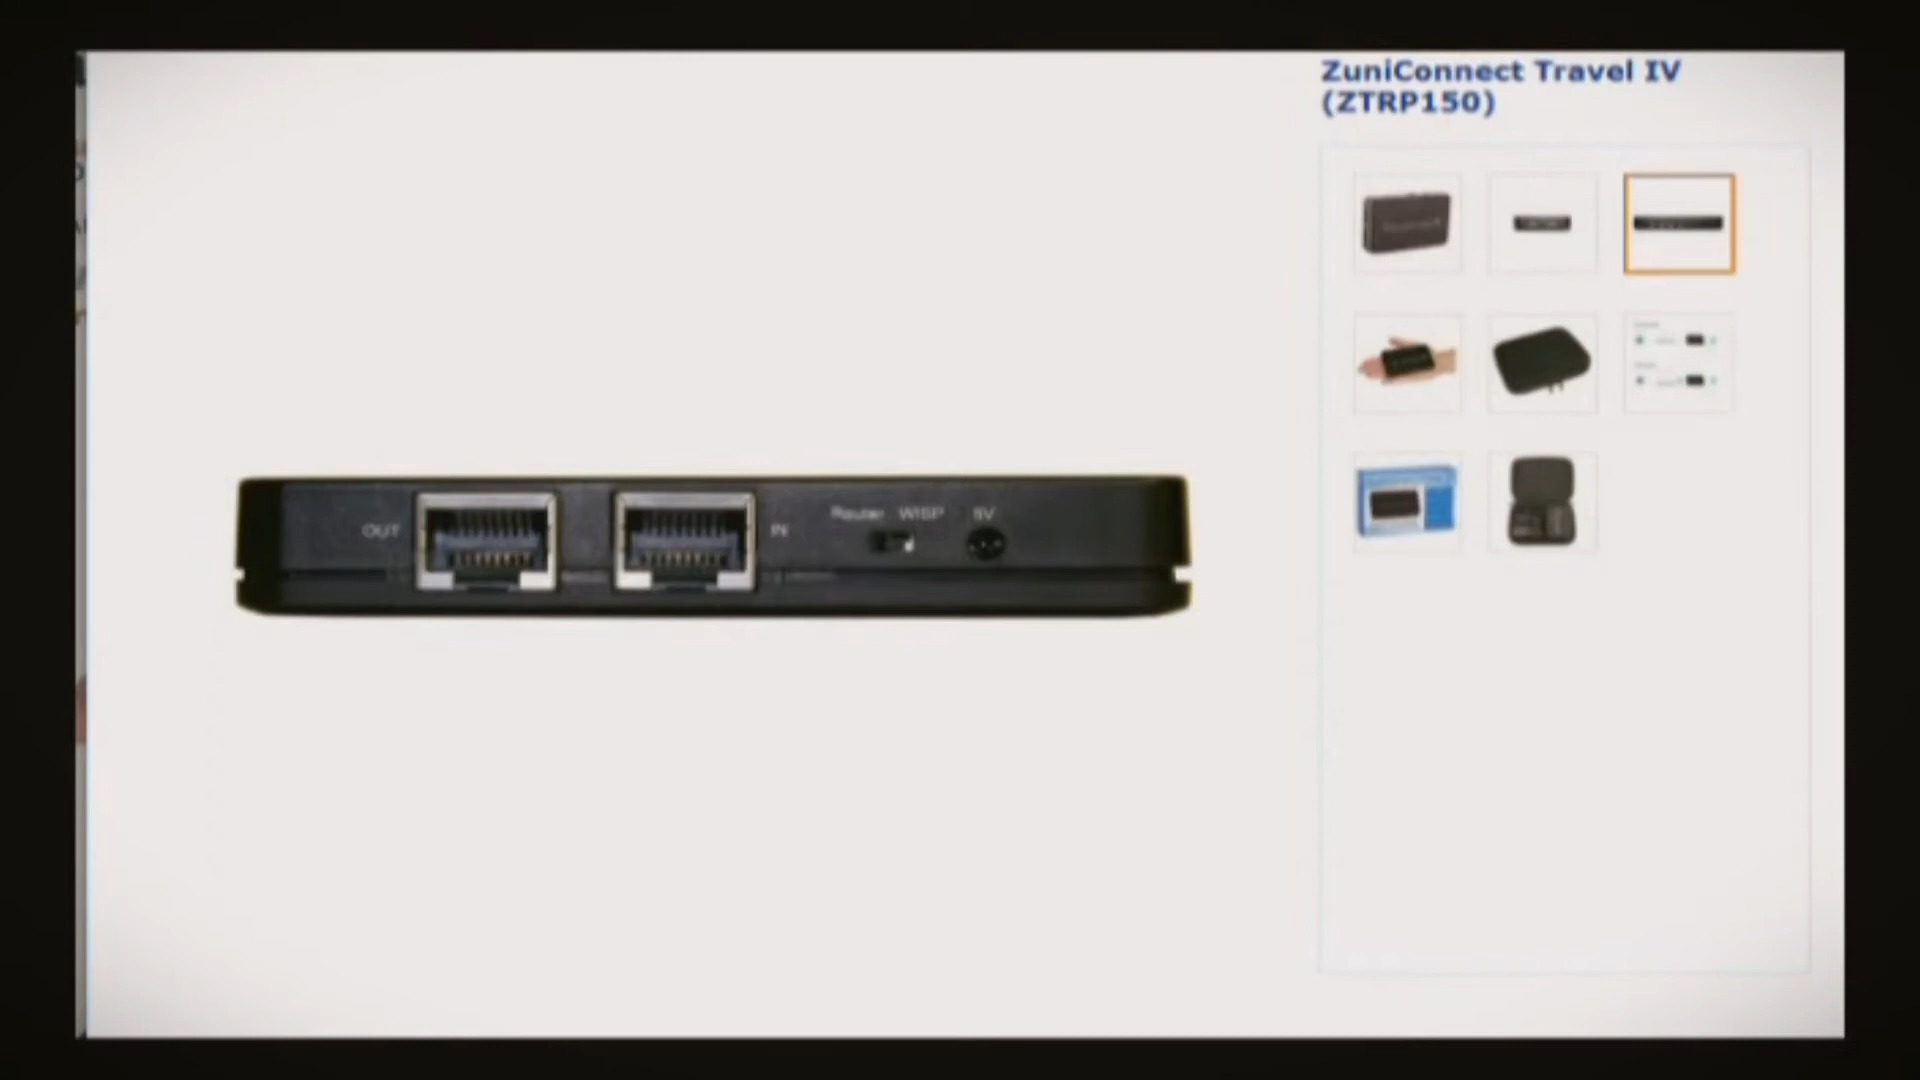 ZuniConnect Travel IV
(ZTRP150)
OUT
IN
Router WISP 5V